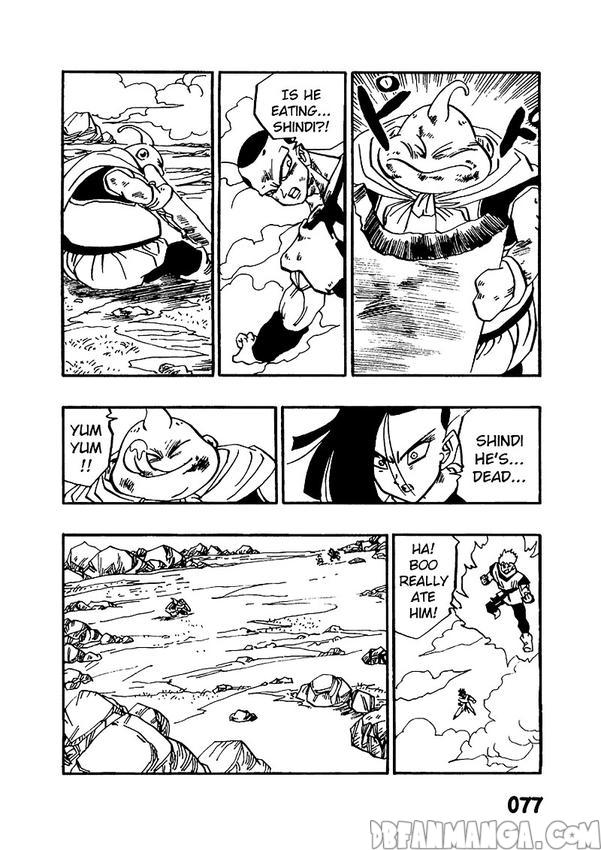 IS HE
EATING...
SHINDI?!
YUM
YUM
!!
SHINDI
HE'S...
DEAD...
HA!
BOO
REALLY
ATE
HIM!
077
DBFANMANGA.COM